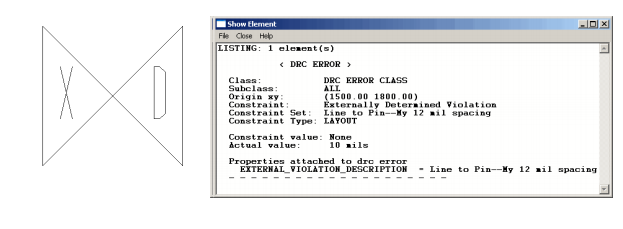 X D
Show Element
File Close Help
LISTING: 1 element(s)
< DRC ERROR >
Class: DRC ERROR CLASS
Subclass: ALL
Origin xy: (1500.00 1800.00)
Constraint: Externally Determined Violation
Constraint Set: Line to Pin--My 12 mil spacing
Constraint Type: LAYOUT
Constraint value: None
Actual value: 10 mils
Properties attached to drc error
EXTERNAL_VIOLATION_DESCRIPTION = Line to Pin--My 12 mil spacing
- - - - - - - - - - - - - - - - - - - -